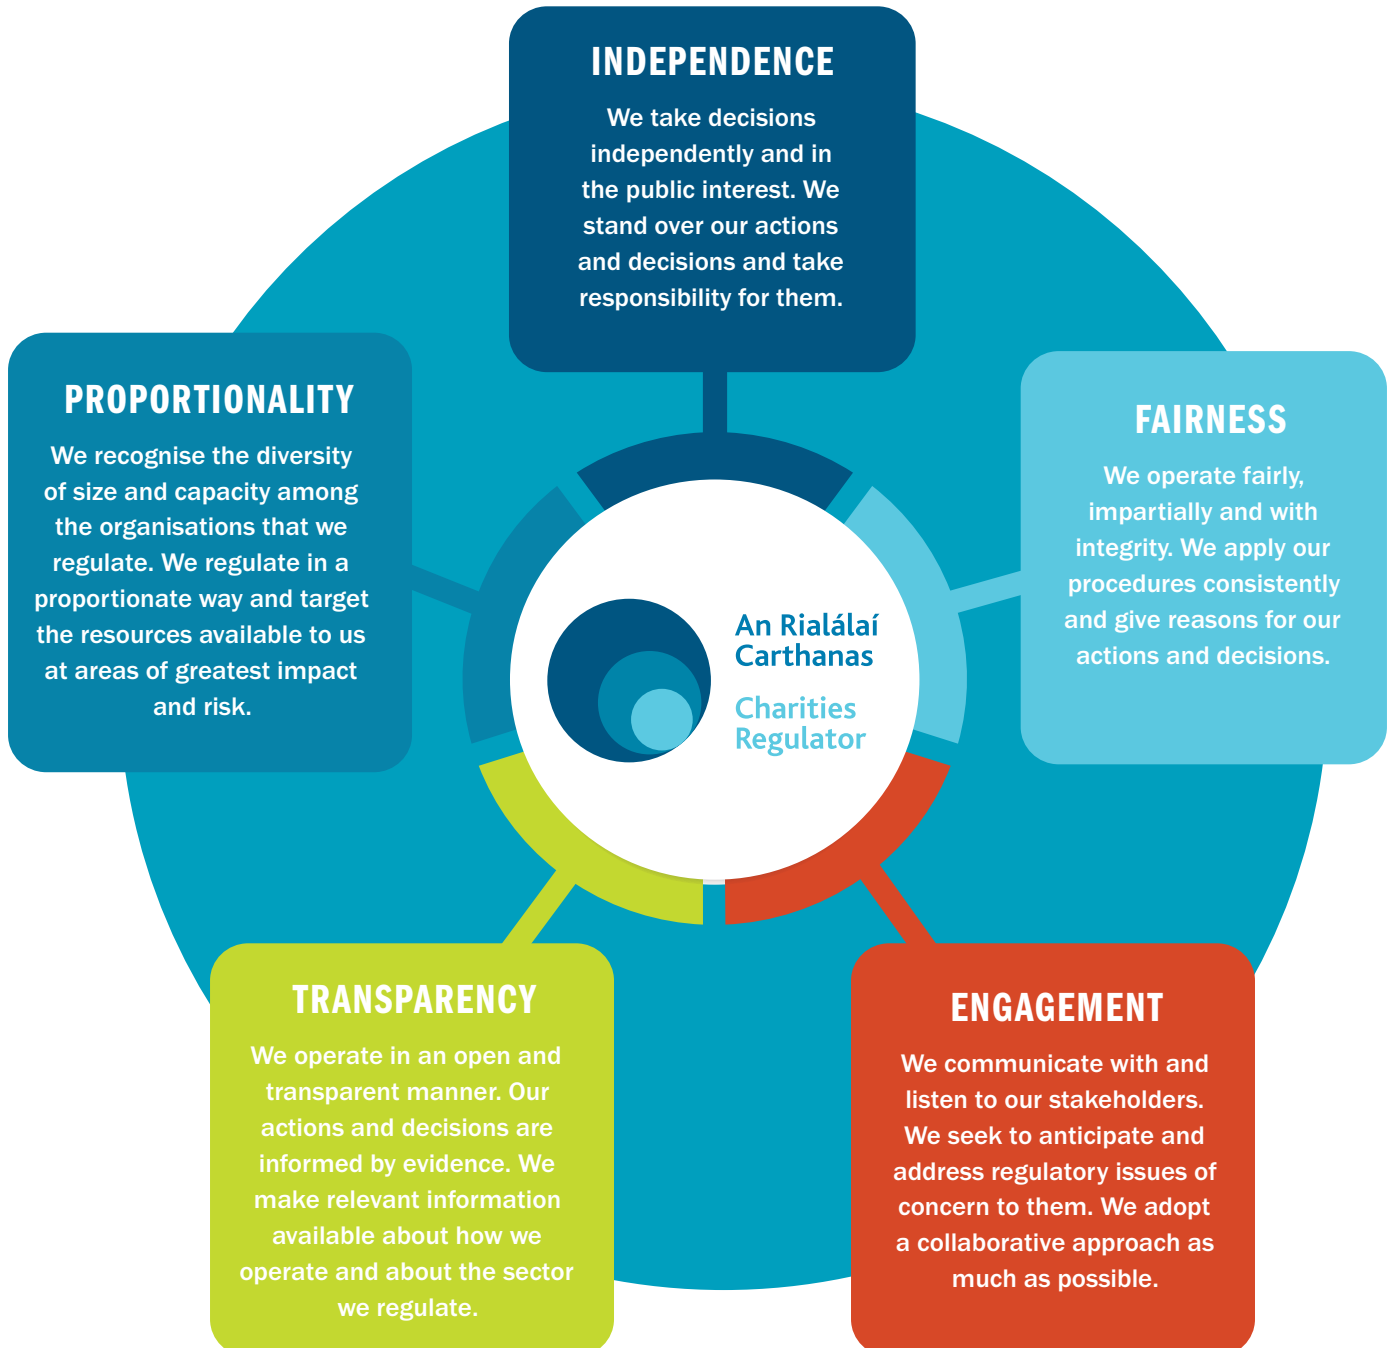 INDEPENDENCE
We take decisions
independently and in
the public interest. We
stand over our actions
and decisions and take
responsibility for them.
PROPORTIONALITY
We recognise the diversity
of size and capacity among
the organisations that we
regulate. We regulate in a
proportionate way and target
the resources available to us
at areas of greatest impact
and risk.
FAIRNESS
We operate fairly,
impartially and with
integrity. We apply our
procedures consistently
and give reasons for our
actions and decisions.
An Rialálaí
Carthanas
Charities
Regulator
TRANSPARENCY
We operate in an open and
transparent manner. Our
actions and decisions are
informed by evidence. We
make relevant information
available about how we
operate and about the sector
we regulate.
ENGAGEMENT
We communicate with and
listen to our stakeholders.
We seek to anticipate and
address regulatory issues of
concern to them. We adopt
a collaborative approach as
much as possible.